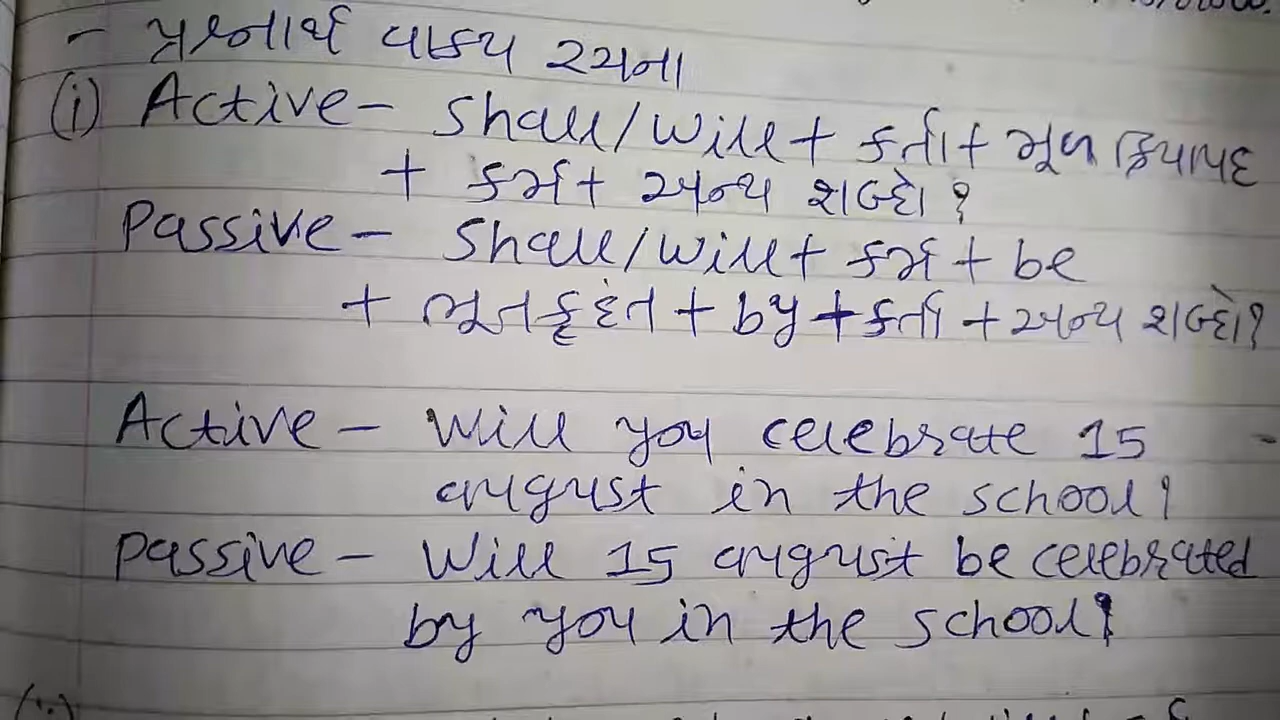 - પ્રશ્નાર્થ વાક્ય રચના
(i) Active - Shall/Will + કર્તા + મૂળ ક્રિયાપદ
+ કર્મ + અન્ય શબ્દો?
Passive - Shall/Will + કર્મ + be
+ ભૂતકૃદંત + by + કર્તા + અન્ય શબ્દો?
Active - Will you celebrate 15
august in the school?
Passive - Will 15 august be celebrated
by you in the school?